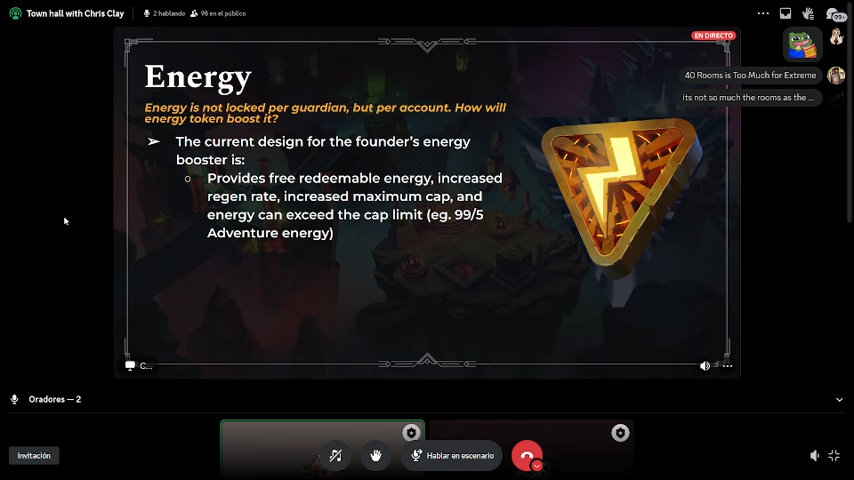 Town hall with Chris Clay
2 hablando
98 en el público
99+
EN DIRECTO
40 Rooms is Too Much for Extreme
its not so much the rooms as the ...
Energy
Energy is not locked per guardian, but per account. How will
energy token boost it?
➢ The current design for the founder's energy
booster is:
○ Provides free redeemable energy, increased
regen rate, increased maximum cap, and
energy can exceed the cap limit (eg. 99/5
Adventure energy)
C...
Oradores — 2
Invitación
Hablar en escenario